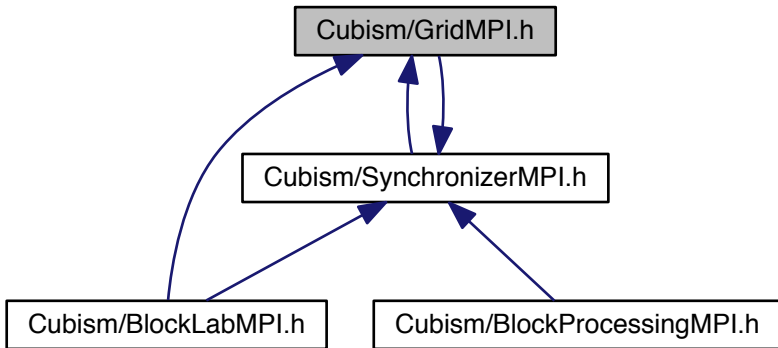 Cubism/GridMPI.h
Cubism/SynchronizerMPI.h
Cubism/BlockLabMPI.h
Cubism/BlockProcessingMPI.h